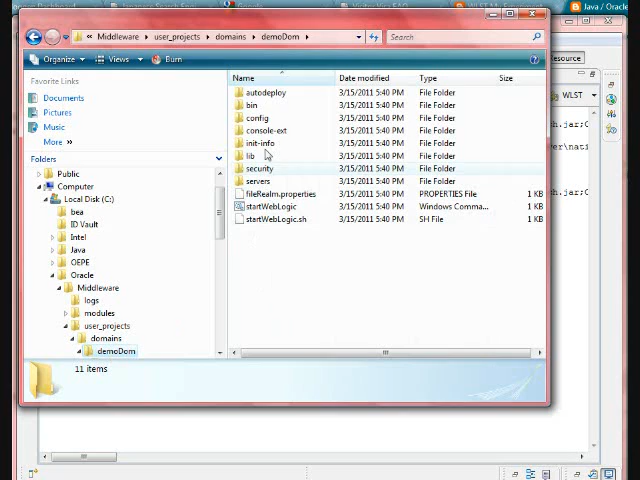 Java / Oracle
Middleware ▸ user_projects ▸ domains ▸ demoDom ▸
Search
Organize Views Burn
Resource
WLST
Favorite Links
Documents
Pictures
Music
More »
Folders
Public
Computer
Local Disk (C:)
bea
ID Vault
Intel
Java
OEPE
Oracle
Middleware
logs
modules
user_projects
domains
demoDom
Name Date modified Type Size
autodeploy 3/15/2011 5:40 PM File Folder
bin 3/15/2011 5:40 PM File Folder
config 3/15/2011 5:40 PM File Folder
console-ext 3/15/2011 5:40 PM File Folder
init-info 3/15/2011 5:40 PM File Folder
lib 3/15/2011 5:40 PM File Folder
security 3/15/2011 5:40 PM File Folder
servers 3/15/2011 5:40 PM File Folder
fileRealm.properties 3/15/2011 5:40 PM PROPERTIES File 1 KB
startWebLogic 3/15/2011 5:40 PM Windows Comma... 1 KB
startWebLogic.sh 3/15/2011 5:40 PM SH File 1 KB
11 items